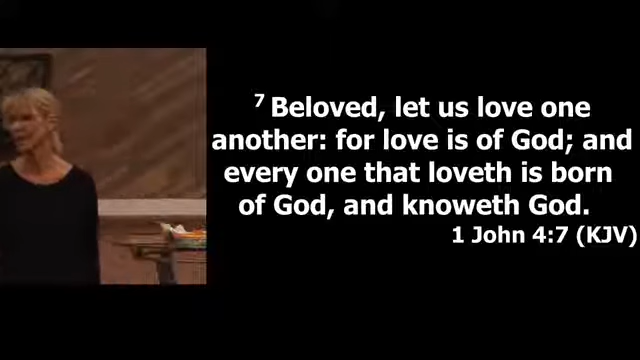 7 Beloved, let us love one
another: for love is of God; and
every one that loveth is born
of God, and knoweth God.
1 John 4:7 (KJV)